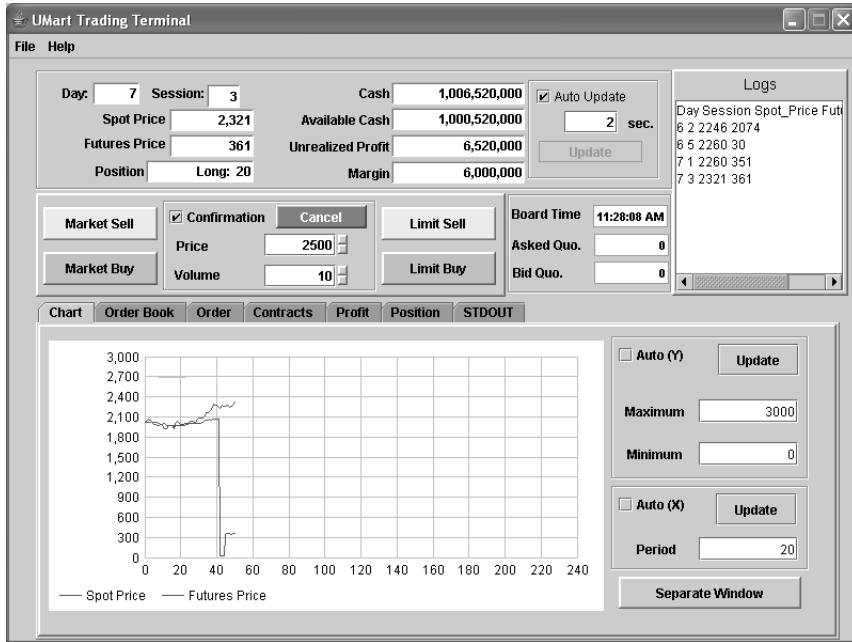 UMart Trading Terminal
File Help
Day: 7 Session: 3
Spot Price 2,321
Futures Price 361
Position Long: 20
Cash 1,006,520,000
Available Cash 1,000,520,000
Unrealized Profit 6,520,000
Margin 6,000,000
Auto Update
2 sec.
Update
Logs
Day Session Spot_Price Futu
6 2 2246 2074
6 5 2260 30
7 1 2260 351
7 3 2321 361
Market Sell
Market Buy
Confirmation Cancel
Price 2500
Volume 10
Limit Sell
Limit Buy
Board Time 11:28:08 AM
Asked Quo. 0
Bid Quo. 0
Chart Order Book Order Contracts Profit Position STDOUT
3,000
2,700
2,400
2,100
1,800
1,500
1,200
900
600
300
0
0 20 40 60 80 100 120 140 160 180 200 220 240
Spot Price Futures Price
Auto (Y) Update
Maximum 3000
Minimum 0
Auto (X) Update
Period 20
Separate Window